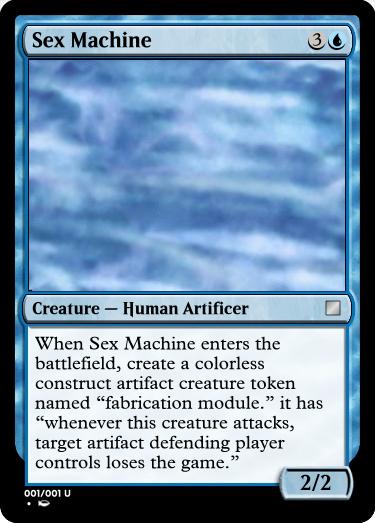 Sex Machine 3
Creature — Human Artificer
When Sex Machine enters the
battlefield, create a colorless
construct artifact creature token
named “fabrication module.” it has
“whenever this creature attacks,
target artifact defending player
controls loses the game.”
2/2
001/001 U